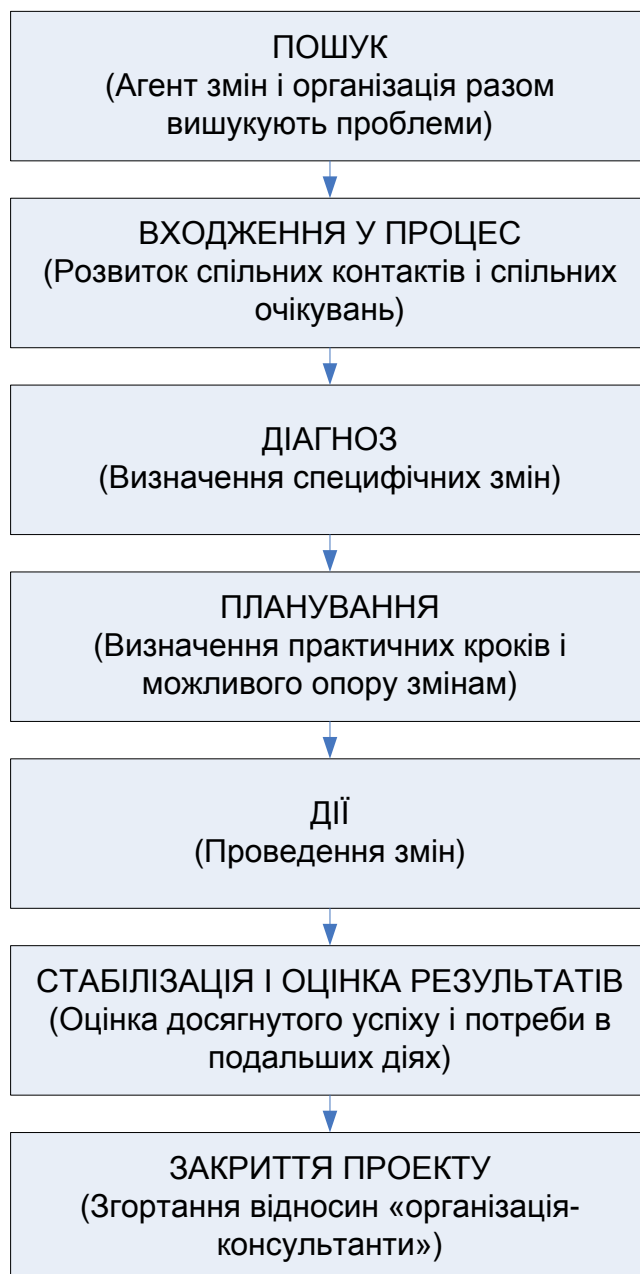 ПОШУК
(Агент змін і організація разом
вишукують проблеми)
ВХОДЖЕННЯ У ПРОЦЕС
(Розвиток спільних контактів і спільних
очікувань)
ДІАГНОЗ
(Визначення специфічних змін)
ПЛАНУВАННЯ
(Визначення практичних кроків і
можливого опору змінам)
ДІЇ
(Проведення змін)
СТАБІЛІЗАЦІЯ І ОЦІНКА РЕЗУЛЬТАТІВ
(Оцінка досягнутого успіху і потреби в
подальших діях)
ЗАКРИТТЯ ПРОЕКТУ
(Згортання відносин «організація-
консультанти»)